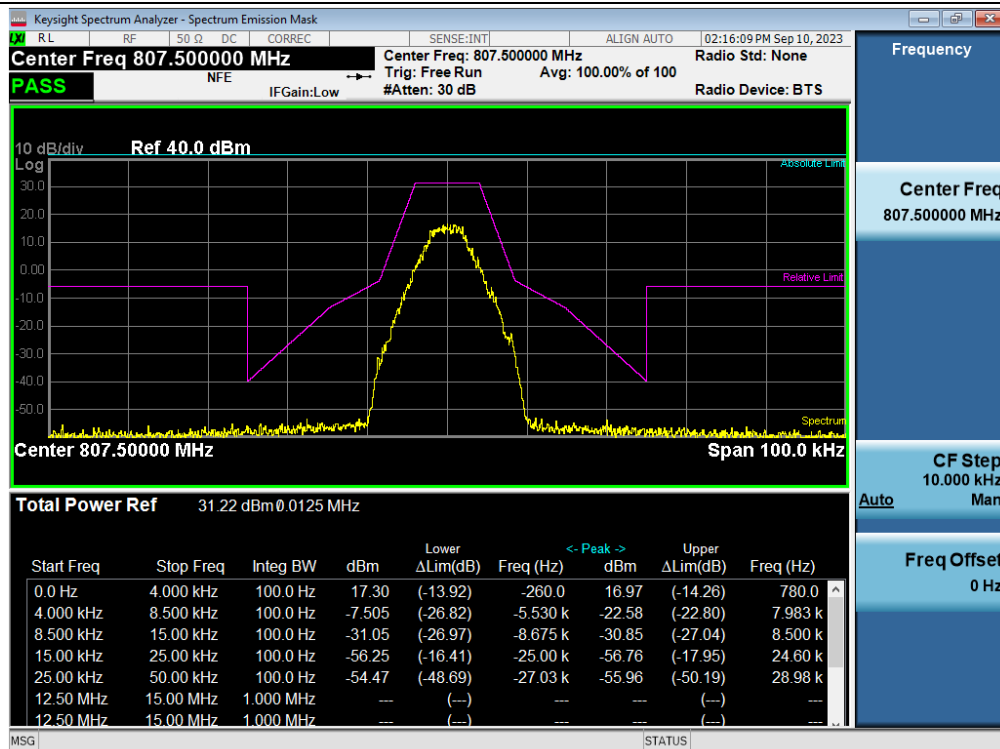 Keysight Spectrum Analyzer - Spectrum Emission Mask
LXI RL RF 50 Ω DC CORREC SENSE:INT ALIGN AUTO 02:16:09 PM Sep 10, 2023
Center Freq 807.500000 MHz
NFE
PASS
IFGain:Low
Center Freq: 807.500000 MHz
Trig: Free Run Avg: 100.00% of 100
#Atten: 30 dB
Radio Std: None
Radio Device: BTS
10 dB/div Ref 40.0 dBm
Log
Absolute Limit
30.0
20.0
10.0
0.00
Relative Limit
-10.0
-20.0
-30.0
-40.0
-50.0
Spectrum
Center 807.50000 MHz Span 100.0 kHz
Total Power Ref 31.22 dBm/0.0125 MHz
Lower <- Peak -> Upper
Start Freq Stop Freq Integ BW dBm ΔLim(dB) Freq (Hz) dBm ΔLim(dB) Freq (Hz)
0.0 Hz 4.000 kHz 100.0 Hz 17.30 (-13.92) -260.0 16.97 (-14.26) 780.0
4.000 kHz 8.500 kHz 100.0 Hz -7.505 (-26.82) -5.530 k -22.58 (-22.80) 7.983 k
8.500 kHz 15.00 kHz 100.0 Hz -31.05 (-26.97) -8.675 k -30.85 (-27.04) 8.500 k
15.00 kHz 25.00 kHz 100.0 Hz -56.25 (-16.41) -25.00 k -56.76 (-17.95) 24.60 k
25.00 kHz 50.00 kHz 100.0 Hz -54.47 (-48.69) -27.03 k -55.96 (-50.19) 28.98 k
12.50 MHz 15.00 MHz 1.000 MHz --- (---) --- --- (---) ---
12.50 MHz 15.00 MHz 1.000 MHz --- (---) --- --- (---) ---
MSG STATUS
Frequency
Center Freq
807.500000 MHz
CF Step
10.000 kHz
Auto Man
Freq Offset
0 Hz